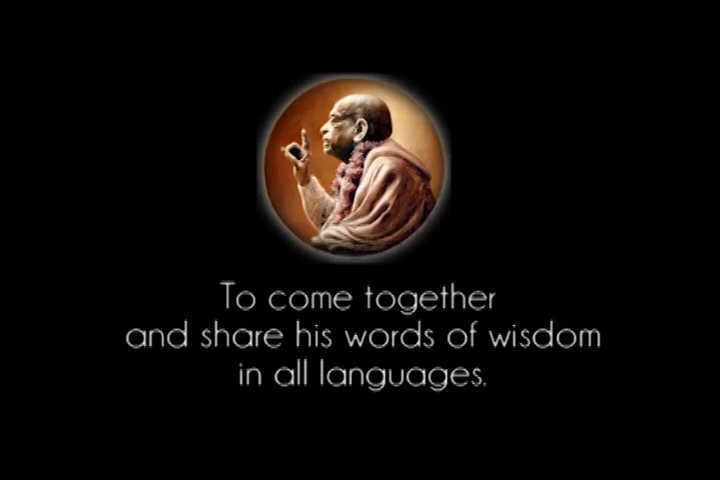 To come together
and share his words of wisdom
in all languages.